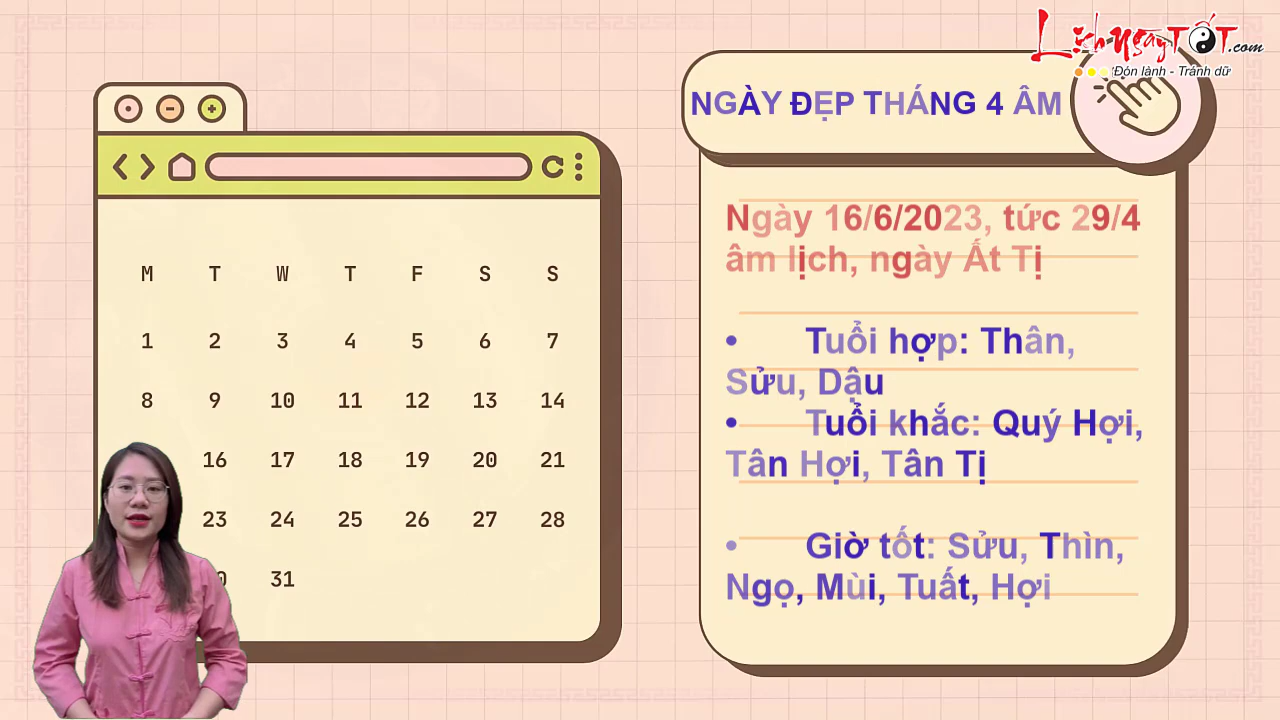 LịchNgàyTỐT.com
Đón lành - Tránh dữ
NGÀY ĐẸP THÁNG 4 ÂM
M T W T F S S
1 2 3 4 5 6 7
8 9 10 11 12 13 14
16 17 18 19 20 21
23 24 25 26 27 28
31
Ngày 16/6/2023, tức 29/4
âm lịch, ngày Ất Tị
• Tuổi hợp: Thân,
Sửu, Dậu
• Tuổi khắc: Quý Hợi,
Tân Hợi, Tân Tị
• Giờ tốt: Sửu, Thìn,
Ngọ, Mùi, Tuất, Hợi